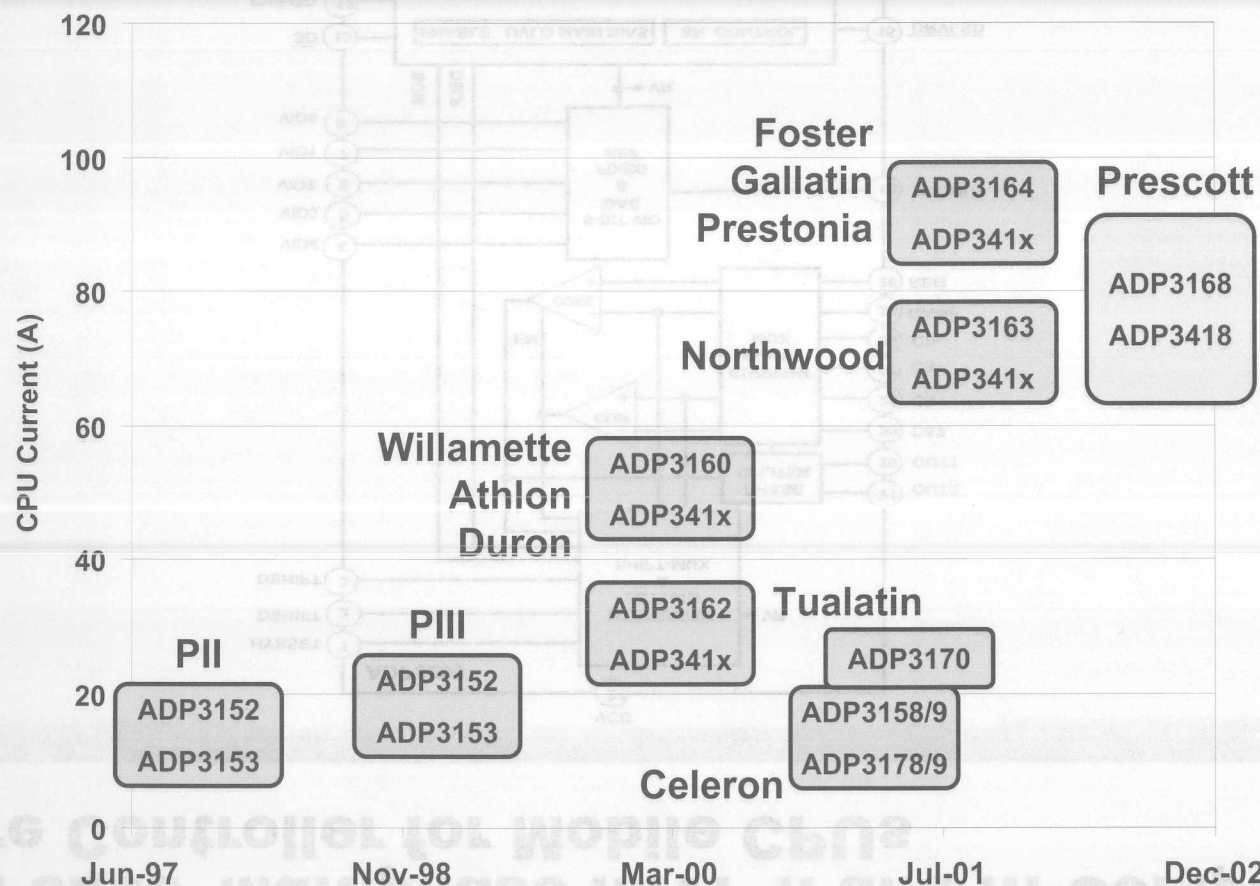 120
100
80
60
40
20
0
CPU Current (A)
Jun-97
Nov-98
Mar-00
Jul-01
Dec-02
PII
ADP3152
ADP3153
PIII
ADP3152
ADP3153
Willamette
Athlon
Duron
ADP3160
ADP341x
ADP3162
ADP341x
Tualatin
ADP3170
ADP3158/9
ADP3178/9
Celeron
Foster
Gallatin
Prestonia
ADP3164
ADP341x
Northwood
ADP3163
ADP341x
Prescott
ADP3168
ADP3418